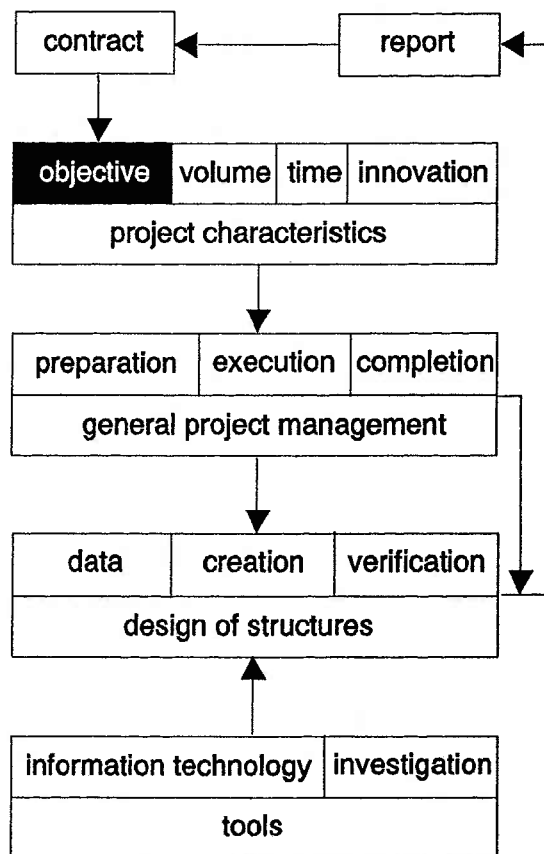 contract report
objective volume time innovation
project characteristics
preparation execution completion
general project management
data creation verification
design of structures
information technology investigation
tools